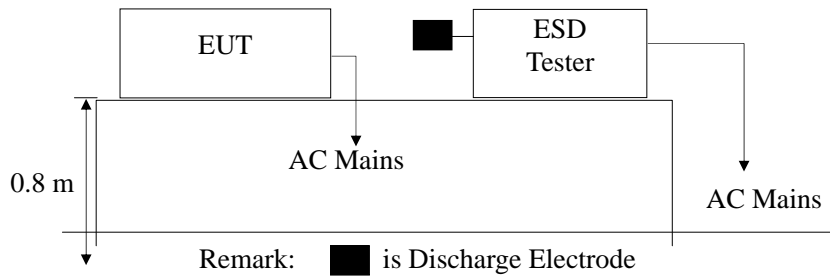 EUT
ESD
Tester
AC Mains
0.8 m
AC Mains
Remark: is Discharge Electrode